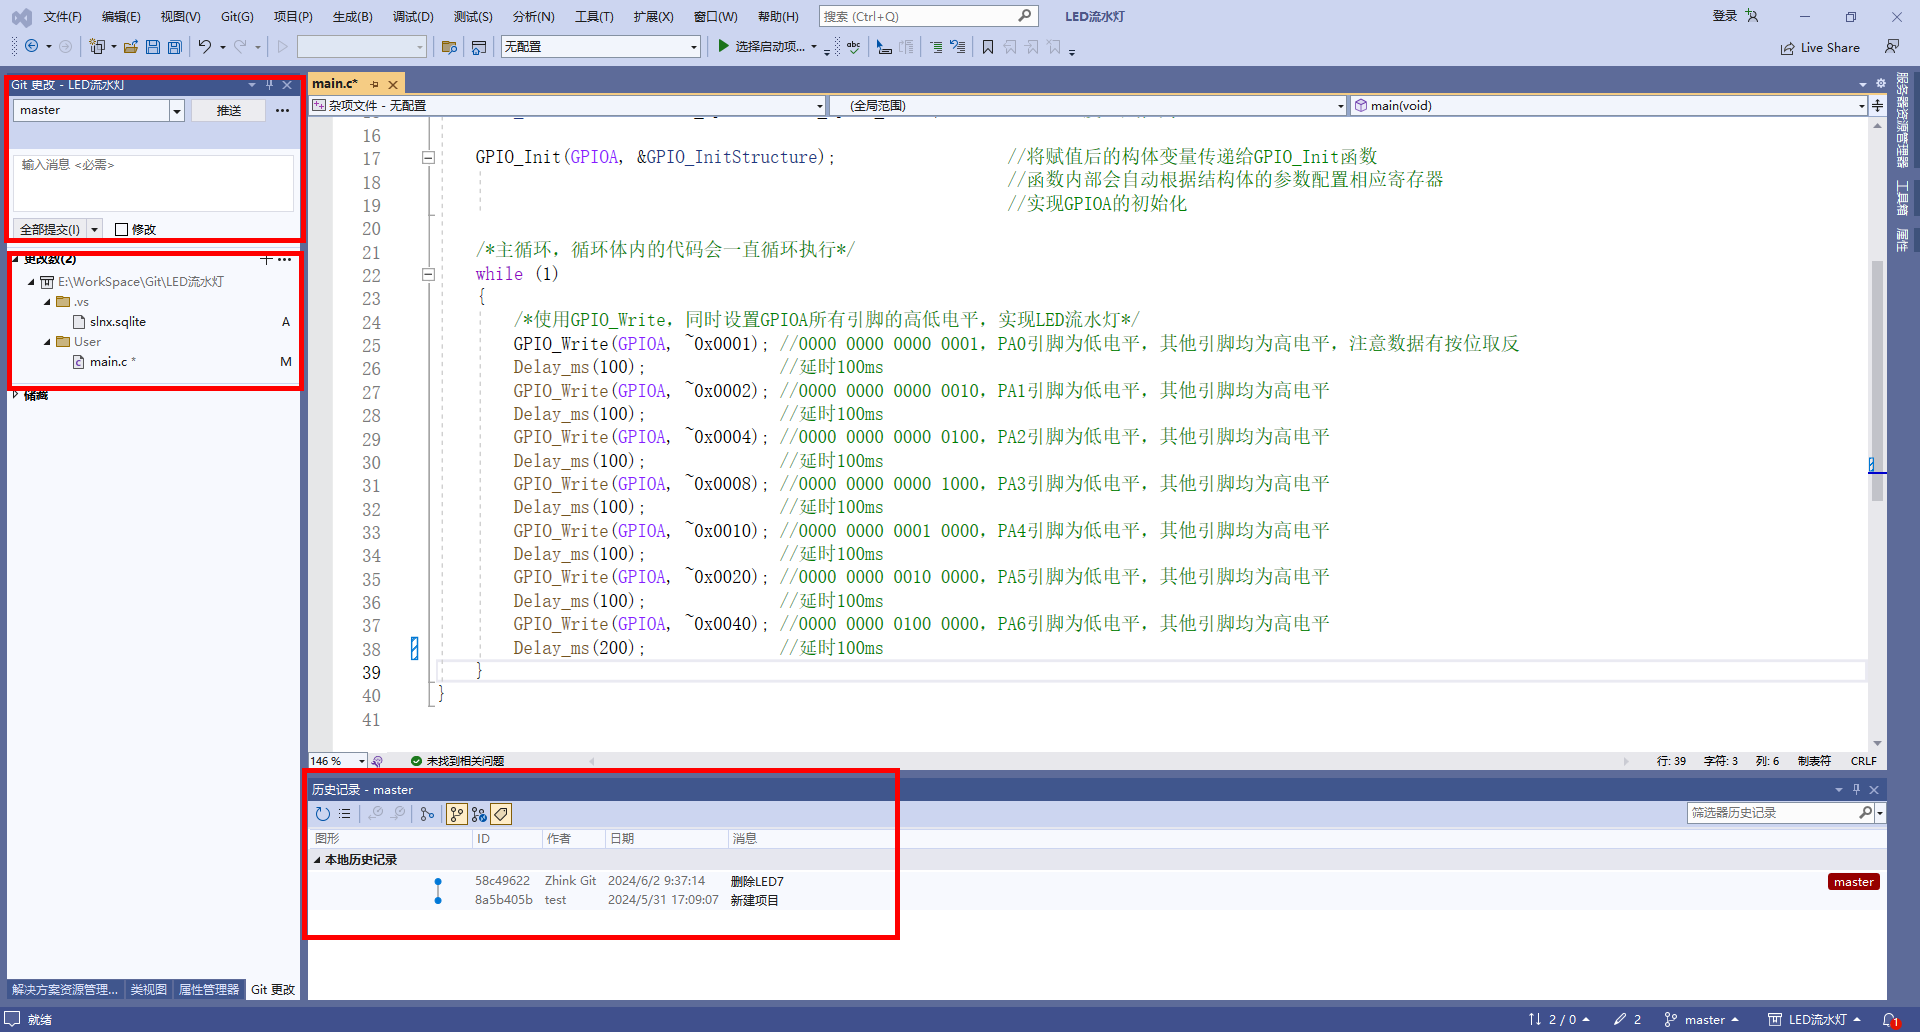 文件(F) 编辑(E) 视图(V) Git(G) 项目(P) 生成(B) 调试(D) 测试(S) 分析(N) 工具(T) 扩展(X) 窗口(W) 帮助(H) 搜索 (Ctrl+Q) LED流水灯 登录
无配置 选择启动项... abc Live Share
Git 更改 - LED流水灯
master 推送
输入消息 <必需>
全部提交(I) 修改
更改数(2)
E:\WorkSpace\Git\LED流水灯
.vs
slnx.sqlite A
User
main.c * M
储藏
解决方案资源管理... 类视图 属性管理器 Git 更改
main.c*
杂项文件 - 无配置 (全局范围) main(void)
16
17 GPIO_Init(GPIOA, &GPIO_InitStructure); //将赋值后的构体变量传递给GPIO_Init函数
18 //函数内部会自动根据结构体的参数配置相应寄存器
19 //实现GPIOA的初始化
20
21 /*主循环，循环体内的代码会一直循环执行*/
22 while (1)
23 {
24 /*使用GPIO_Write，同时设置GPIOA所有引脚的高低电平，实现LED流水灯*/
25 GPIO_Write(GPIOA, ~0x0001); //0000 0000 0000 0001，PA0引脚为低电平，其他引脚均为高电平，注意数据有按位取反
26 Delay_ms(100); //延时100ms
27 GPIO_Write(GPIOA, ~0x0002); //0000 0000 0000 0010，PA1引脚为低电平，其他引脚均为高电平
28 Delay_ms(100); //延时100ms
29 GPIO_Write(GPIOA, ~0x0004); //0000 0000 0000 0100，PA2引脚为低电平，其他引脚均为高电平
30 Delay_ms(100); //延时100ms
31 GPIO_Write(GPIOA, ~0x0008); //0000 0000 0000 1000，PA3引脚为低电平，其他引脚均为高电平
32 Delay_ms(100); //延时100ms
33 GPIO_Write(GPIOA, ~0x0010); //0000 0000 0001 0000，PA4引脚为低电平，其他引脚均为高电平
34 Delay_ms(100); //延时100ms
35 GPIO_Write(GPIOA, ~0x0020); //0000 0000 0010 0000，PA5引脚为低电平，其他引脚均为高电平
36 Delay_ms(100); //延时100ms
37 GPIO_Write(GPIOA, ~0x0040); //0000 0000 0100 0000，PA6引脚为低电平，其他引脚均为高电平
38 Delay_ms(200); //延时100ms
39 }
40 }
41
146 % 未找到相关问题 行: 39 字符: 3 列: 6 制表符 CRLF
历史记录 - master
筛选器历史记录
图形 ID 作者 日期 消息
本地历史记录
58c49622 Zhink Git 2024/6/2 9:37:14 删除LED7 master
8a5b405b test 2024/5/31 17:09:07 新建项目
服务器资源管理器
工具箱
属性
就绪 2 / 0 2 master LED流水灯 1